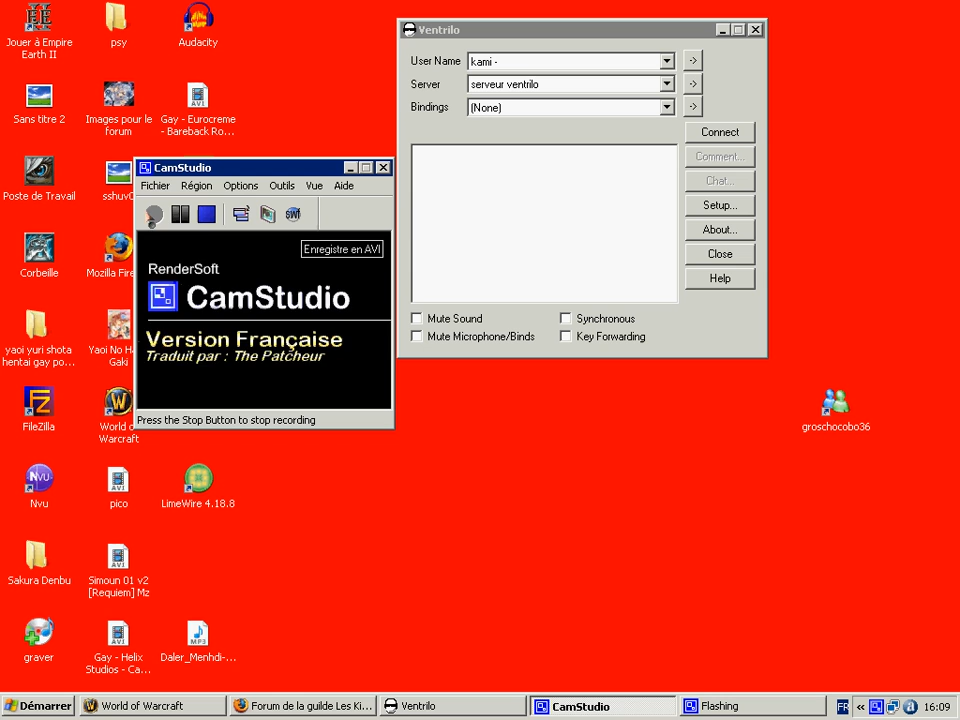 Jouer à Empire
Earth II
psy
Audacity
Sans titre 2
Images pour le
forum
Gay - Eurocreme
- Bareback Ro...
Poste de Travail
Corbeille
Mozilla Fire
yaoi yuri shota
hentai gay po...
Yaoi No H
Gaki
FileZilla
World o
Warcraft
Nvu
pico
LimeWire 4.18.8
Sakura Denbu
Simoun 01 v2
[Requiem] Mz
graver
Gay - Helix
Studios - Ca...
Daler_Menhdi-...
groschocobo36
CamStudio
Fichier Région Options Outils Vue Aide
Enregistre en AVI
RenderSoft
CamStudio
Version Française
Traduit par : The Patcheur
Press the Stop Button to stop recording
Ventrilo
User Name kami -
Server serveur ventrilo
Bindings (None)
Connect
Comment...
Chat...
Setup...
About...
Close
Help
Mute Sound
Synchronous
Mute Microphone/Binds
Key Forwarding
Démarrer
World of Warcraft
Forum de la guilde Les Ki...
Ventrilo
CamStudio
Flashing
FR
16:09